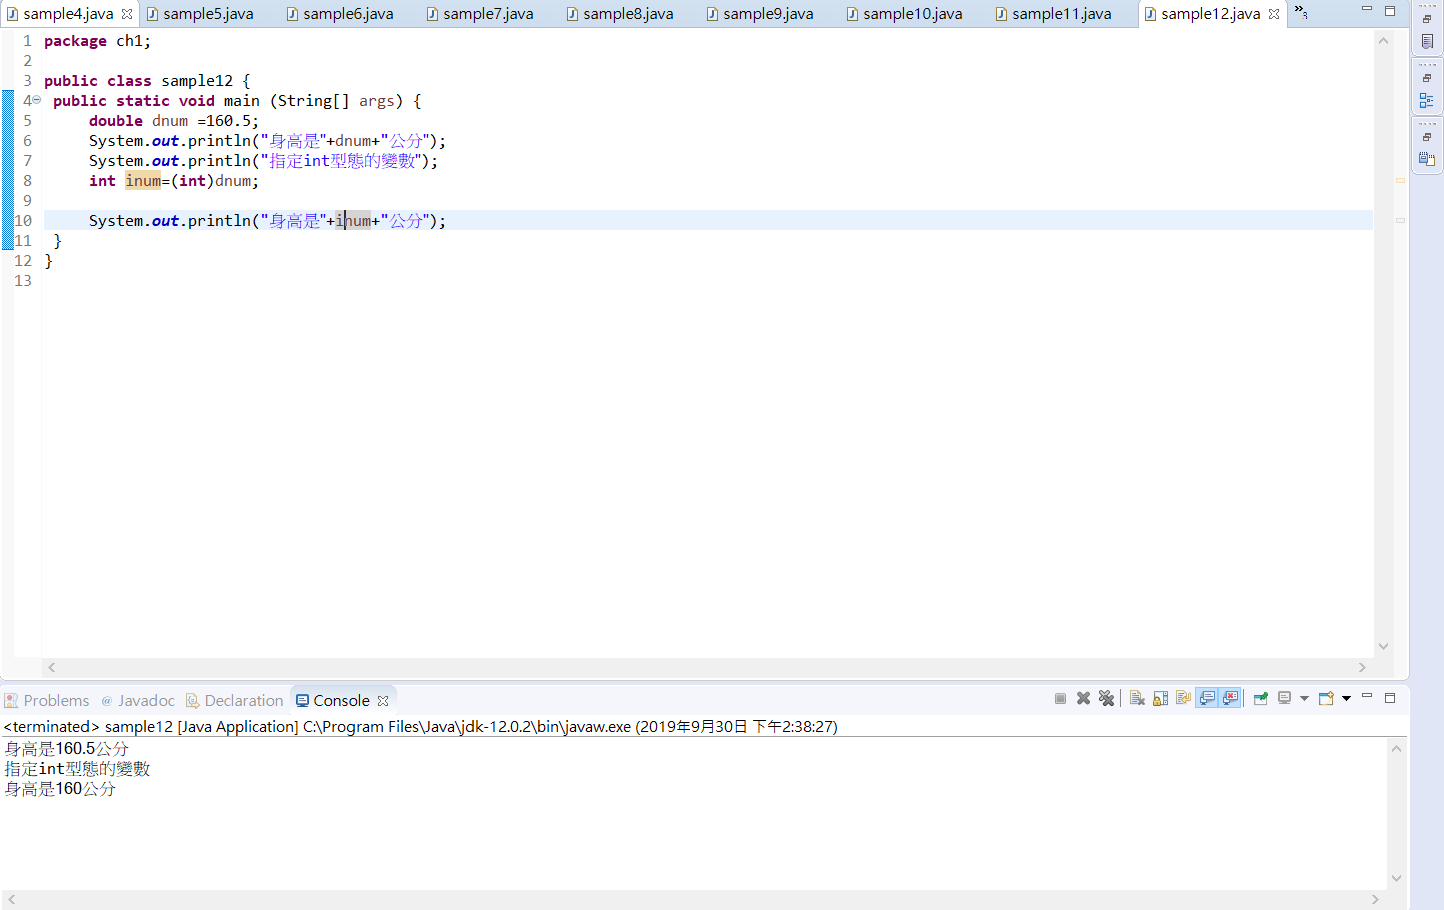 sample4.java sample5.java sample6.java sample7.java sample8.java sample9.java sample10.java sample11.java sample12.java »3
1 package ch1;
2
3 public class sample12 {
4 public static void main (String[] args) {
5 double dnum =160.5;
6 System.out.println("身高是"+dnum+"公分");
7 System.out.println("指定int型態的變數");
8 int inum=(int)dnum;
9
10 System.out.println("身高是"+inum+"公分");
11 }
12 }
13
Problems @ Javadoc Declaration Console
<terminated> sample12 [Java Application] C:\Program Files\Java\jdk-12.0.2\bin\javaw.exe (2019年9月30日 下午2:38:27)
身高是160.5公分
指定int型態的變數
身高是160公分